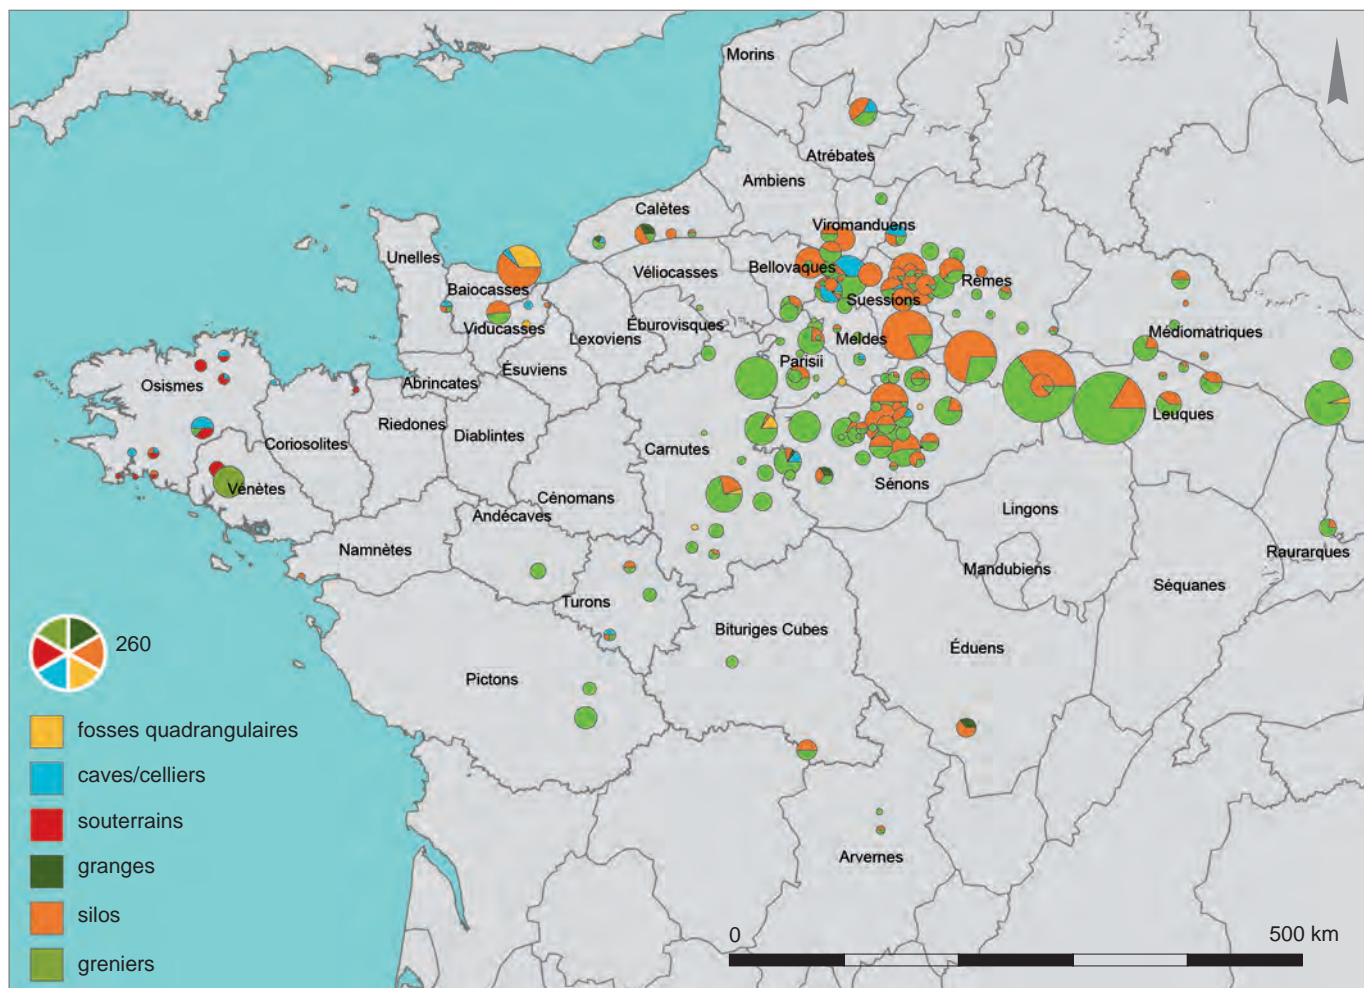 Morins
Atrébates
Ambiens
Calètes
Viromanduens
Unelles
Véliocasses
Bellovaques
Rèmes
Baiocasses
Suessions
Viducasses
Lexoviens
Éburovisques
Meldes
Médiomatriques
Parisii
Ésuviens
Osismes
Abrincates
Leuques
Riedones
Diablintes
Coriosolites
Carnutes
Vénètes
Cénomans
Sénons
Andécaves
Lingons
Namnètes
Raurarques
Mandubiens
Séquanes
Turons
Bituriges Cubes
Éduens
Pictons
Arvernes
260
fosses quadrangulaires
caves/celliers
souterrains
granges
silos
greniers
0 500 km